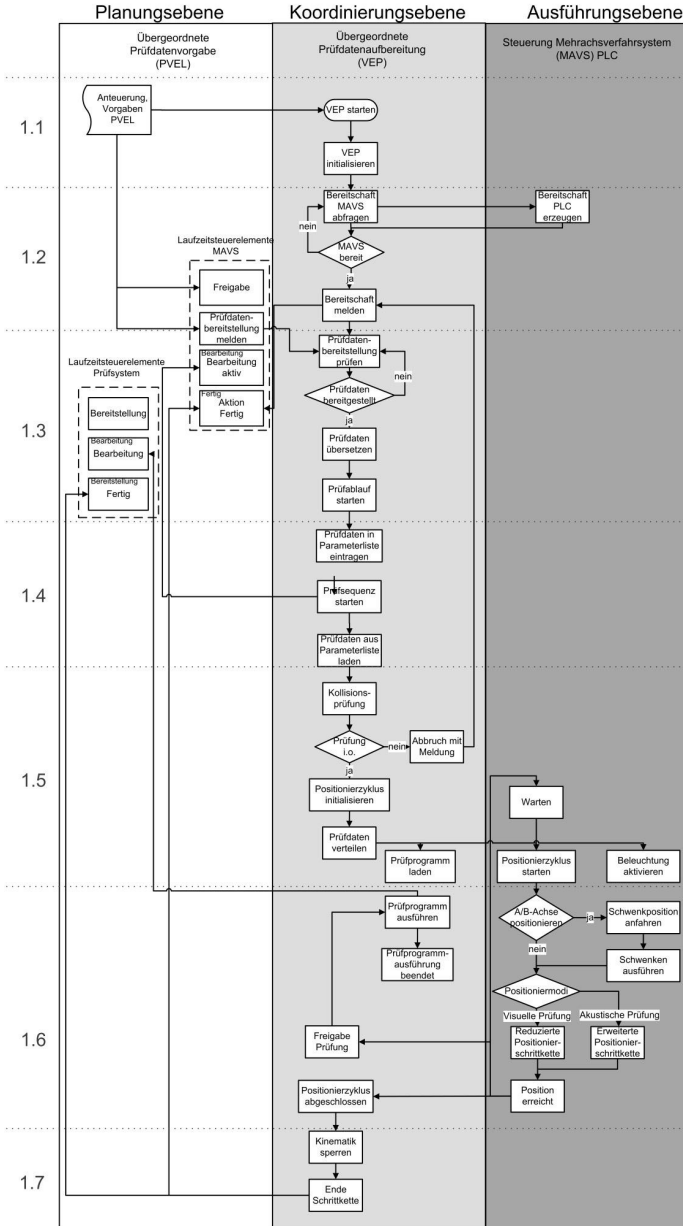 Planungsebene
Koordinierungsebene
Ausführungsebene
Übergeordnete
Prüfdatenvorgabe
(PVEL)
Übergeordnete
Prüfdatenaufbereitung
(VEP)
Steuerung Mehrachsverfahrsystem
(MAVS) PLC
1.1
Anteuerung,
Vorgaben
PVEL
VEP starten
VEP
initialisieren
1.2
Bereitschaft
MAVS
abfragen
Bereitschaft
PLC
erzeugen
nein
MAVS
bereit
ja
Laufzeitsteuerelemente
MAVS
Freigabe
Bereitschaft
melden
Prüfdaten-
bereitstellung
melden
1.3
Prüfdaten-
bereitstellung
prüfen
nein
Bearbeitung
Bearbeitung
aktiv
Laufzeitsteuerelemente
Prüfsystem
Prüfdaten
bereitgestellt
Fertig
Aktion
Fertig
ja
Bereitstellung
Prüfdaten
übersetzen
Bearbeitung
Bearbeitung
Bereitstellung
Fertig
Prüfablauf
starten
1.4
Prüfdaten in
Parameterliste
eintragen
Prüfsequenz
starten
Prüfdaten aus
Parameterliste
laden
1.5
Kollisions-
prüfung
Prüfung
i.o.
nein
Abbruch mit
Meldung
ja
Positionierzyklus
initialisieren
Warten
Prüfdaten
verteilen
Prüfprogramm
laden
Positionierzyklus
starten
Beleuchtung
aktivieren
1.6
Prüfprogramm
ausführen
A/B-Achse
positionieren
ja
Schwenkposition
anfahren
nein
Prüfprogramm-
ausführung
beendet
Schwenken
ausführen
Positioniermodi
Visuelle Prüfung
Akustische Prüfung
Freigabe
Prüfung
Reduzierte
Positionier-
schrittkette
Erweiterte
Positionier-
schrittkette
Positionierzyklus
abgeschlossen
Position
erreicht
1.7
Kinematik
sperren
Ende
Schrittkette